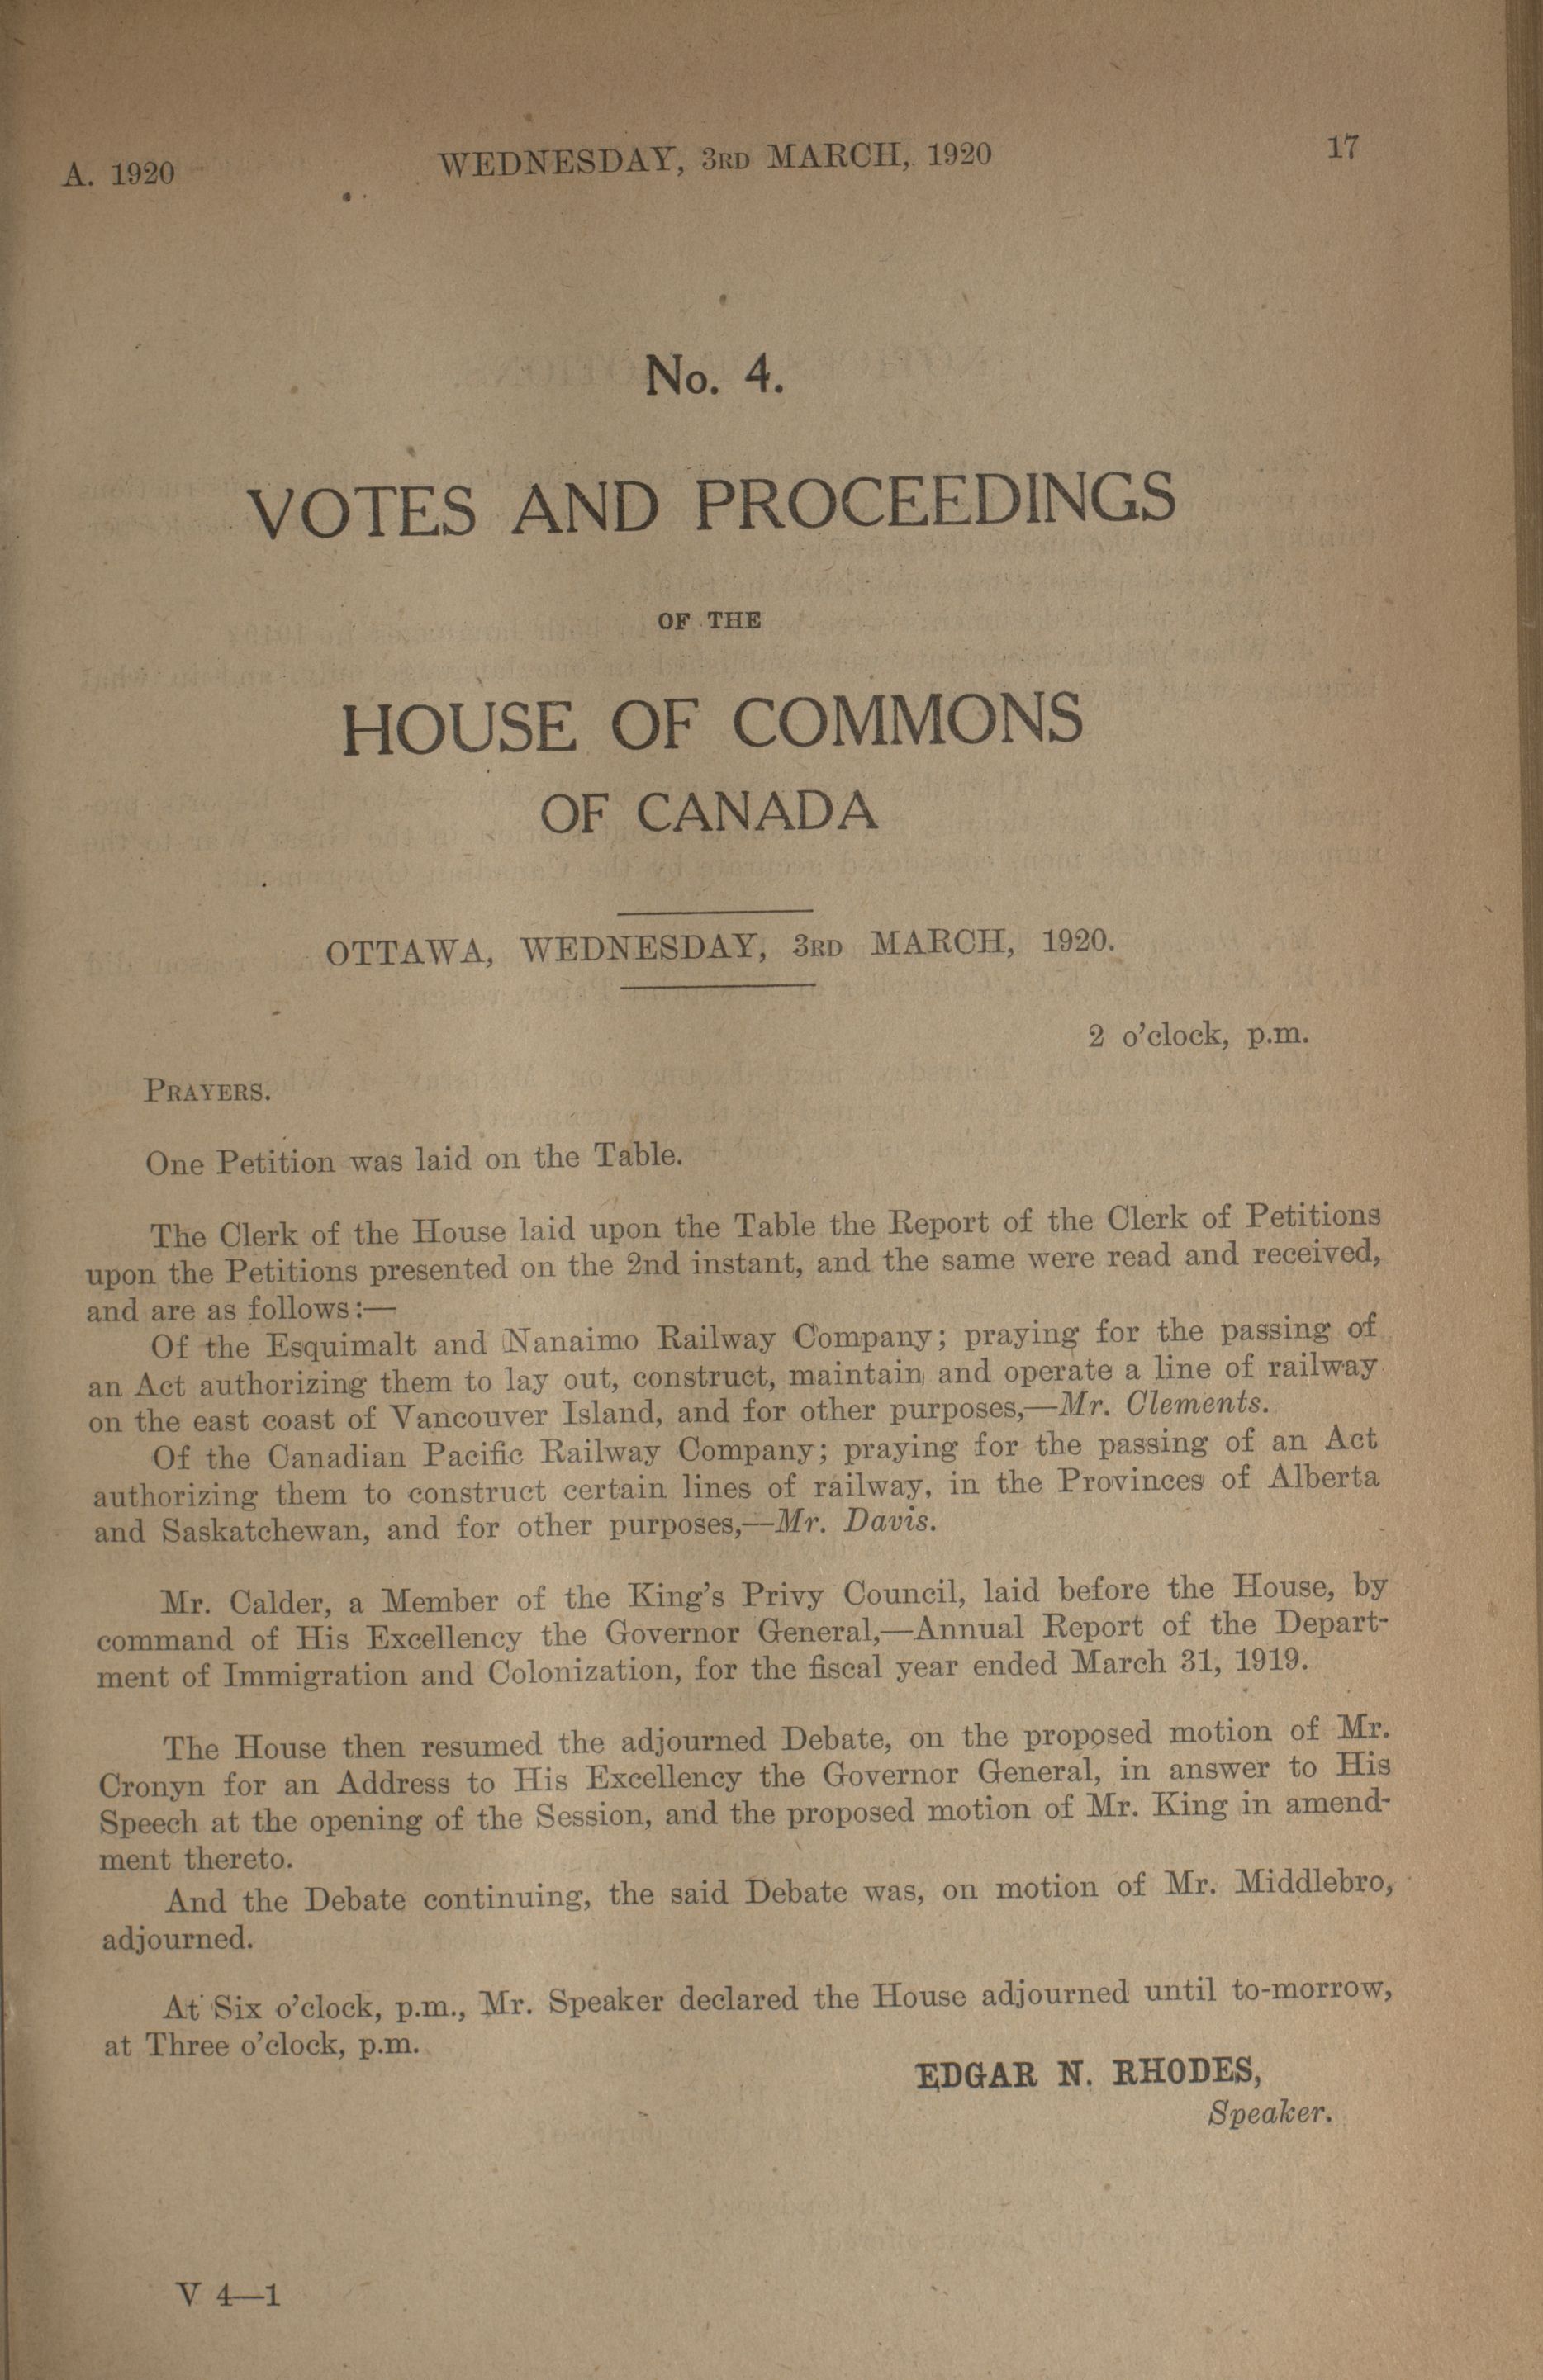 A. 1920
WEDNESDAY, 3RD MARCH, 1920
17
No. 4.
VOTES AND PROCEEDINGS
OF THE
HOUSE OF COMMONS
OF CANADA
OTTAWA, WEDNESDAY, 3RD MARCH, 1920.
2 o'clock, p.m.
PRAYERS.
One Petition was laid on the Table.
The Clerk of the House laid upon the Table the Report of the Clerk of Petitions
upon the Petitions presented on the 2nd instant, and the same were read and received,
and are as follows:—
Of the Esquimalt and Nanaimo Railway Company; praying for the passing of
an Act authorizing them to lay out, construct, maintain and operate a line of railway
on the east coast of Vancouver Island, and for other purposes,—Mr. Clements.
Of the Canadian Pacific Railway Company; praying for the passing of an Act
authorizing them to construct certain lines of railway, in the Provinces of Alberta
and Saskatchewan, and for other purposes,—Mr. Davis.
Mr. Calder, a Member of the King's Privy Council, laid before the House, by
command of His Excellency the Governor General,—Annual Report of the Depart-
ment of Immigration and Colonization, for the fiscal year ended March 31, 1919.
The House then resumed the adjourned Debate, on the proposed motion of Mr.
Cronyn for an Address to His Excellency the Governor General, in answer to His
Speech at the opening of the Session, and the proposed motion of Mr. King in amend-
ment thereto.
And the Debate continuing, the said Debate was, on motion of Mr. Middlebro,
adjourned.
At Six o'clock, p.m., Mr. Speaker declared the House adjourned until to-morrow,
at Three o'clock, p.m.
EDGAR N. RHODES,
Speaker.
V 4—1